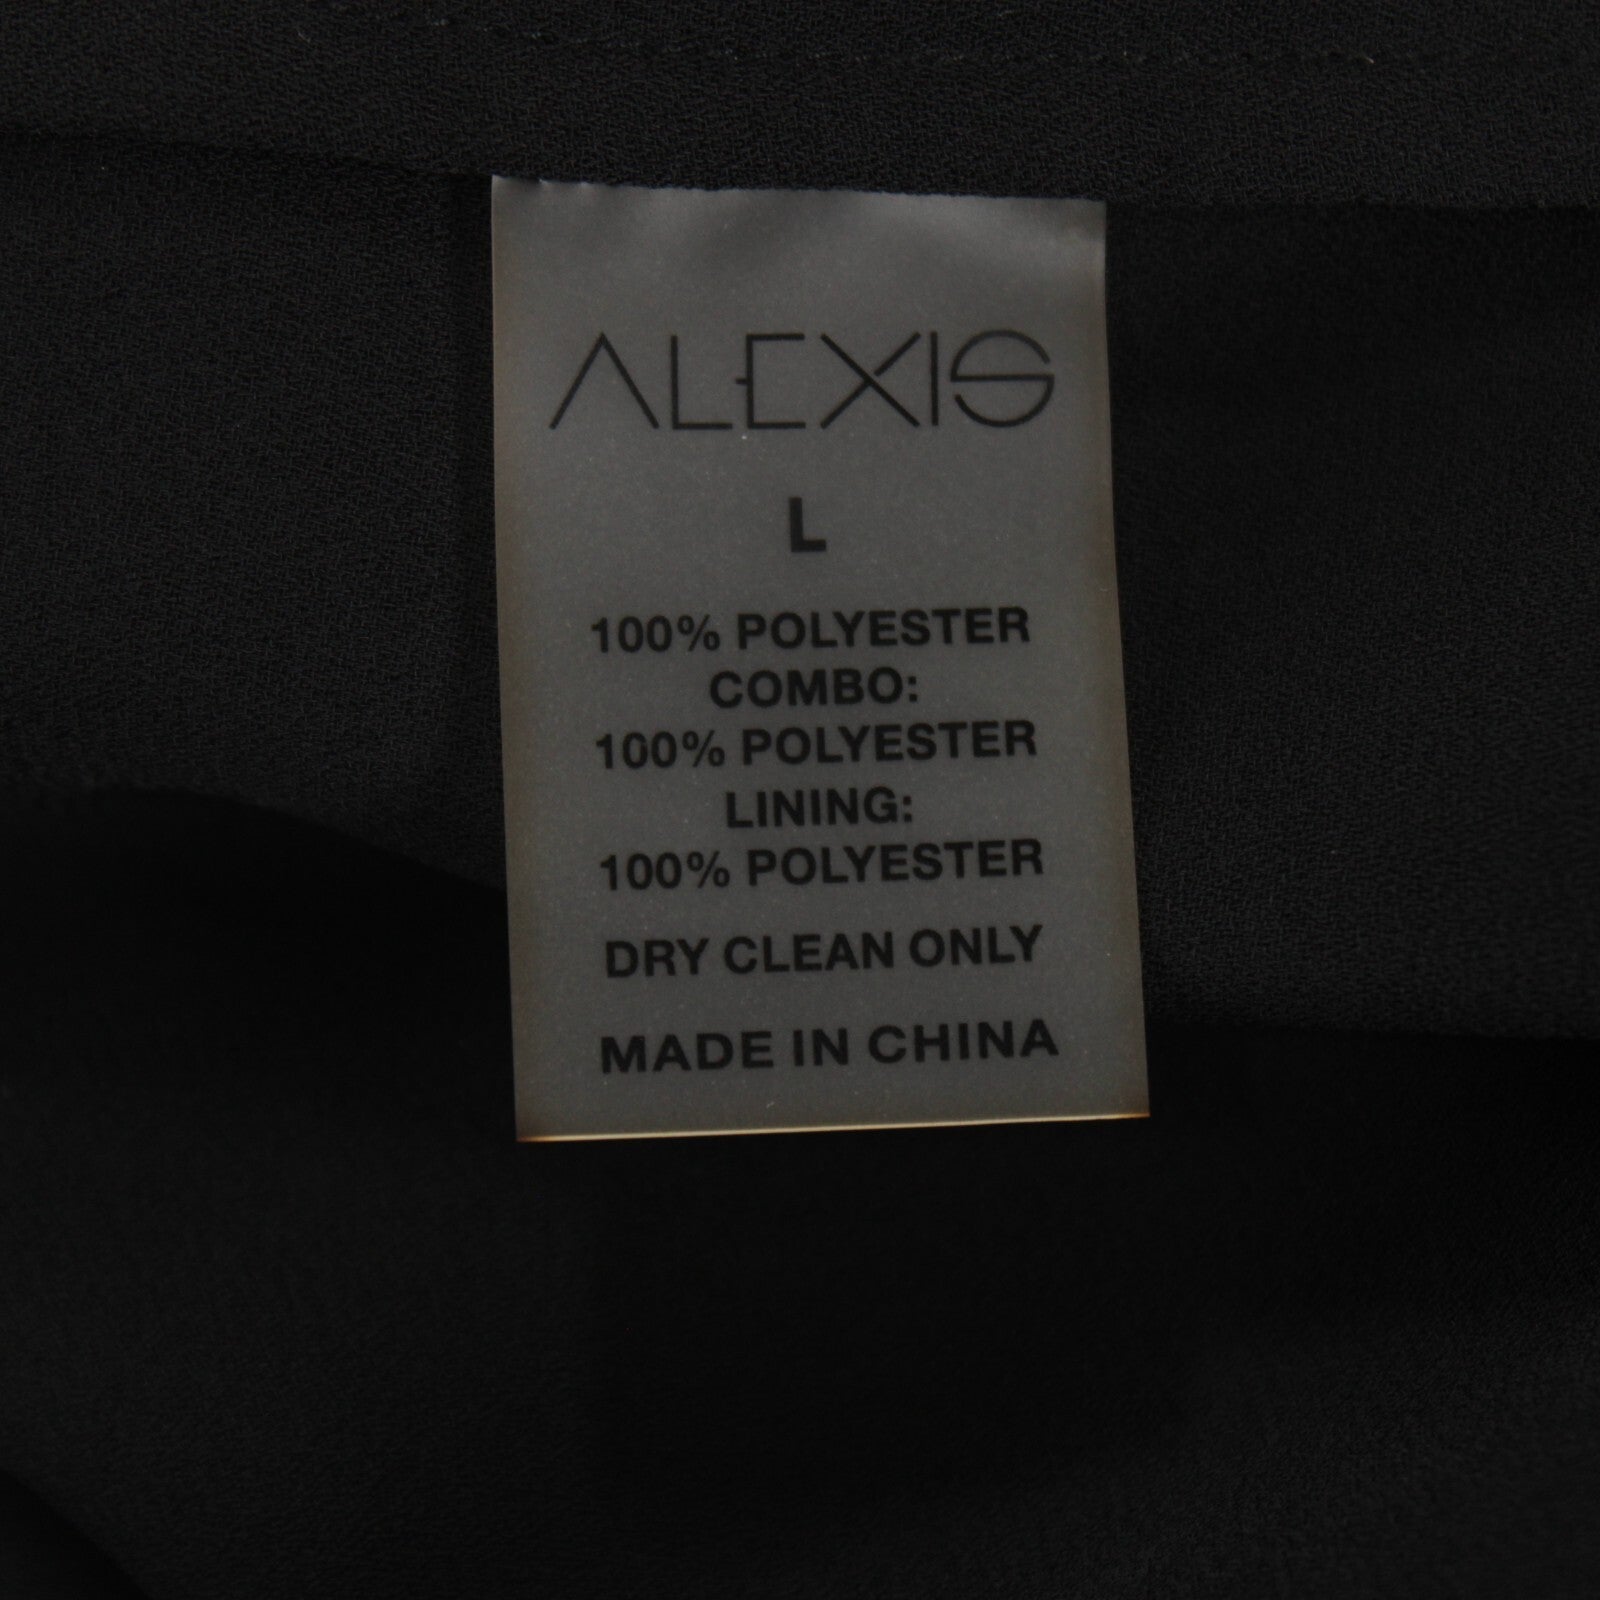 ALEXIS
L
100% POLYESTER
COMBO:
100% POLYESTER
LINING:
100% POLYESTER
DRY CLEAN ONLY
MADE IN CHINA